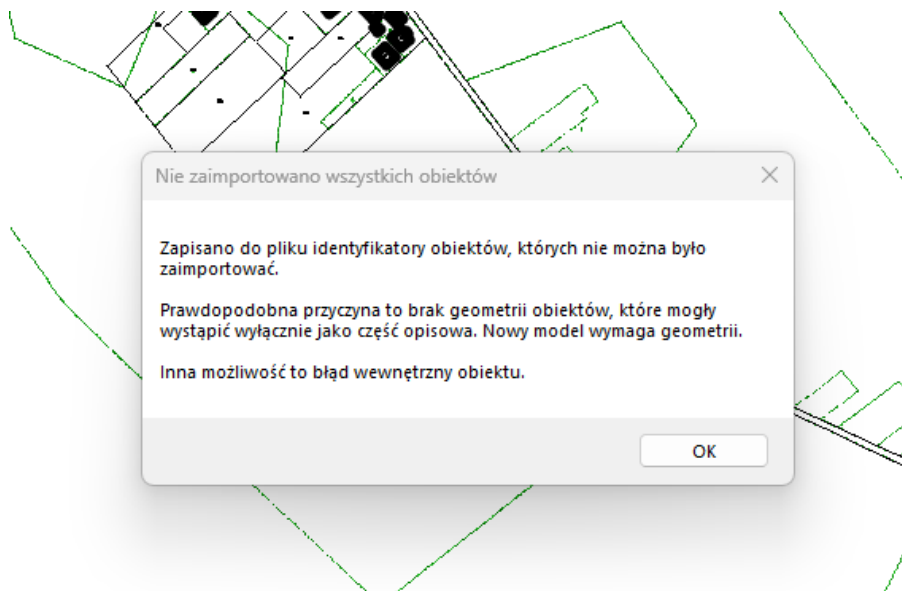 Nie zaimportowano wszystkich obiektów
Zapisano do pliku identyfikatory obiektów, których nie można było
zaimportować.
Prawdopodobna przyczyna to brak geometrii obiektów, które mogły
wystąpić wyłącznie jako część opisowa. Nowy model wymaga geometrii.
Inna możliwość to błąd wewnętrzny obiektu.
OK